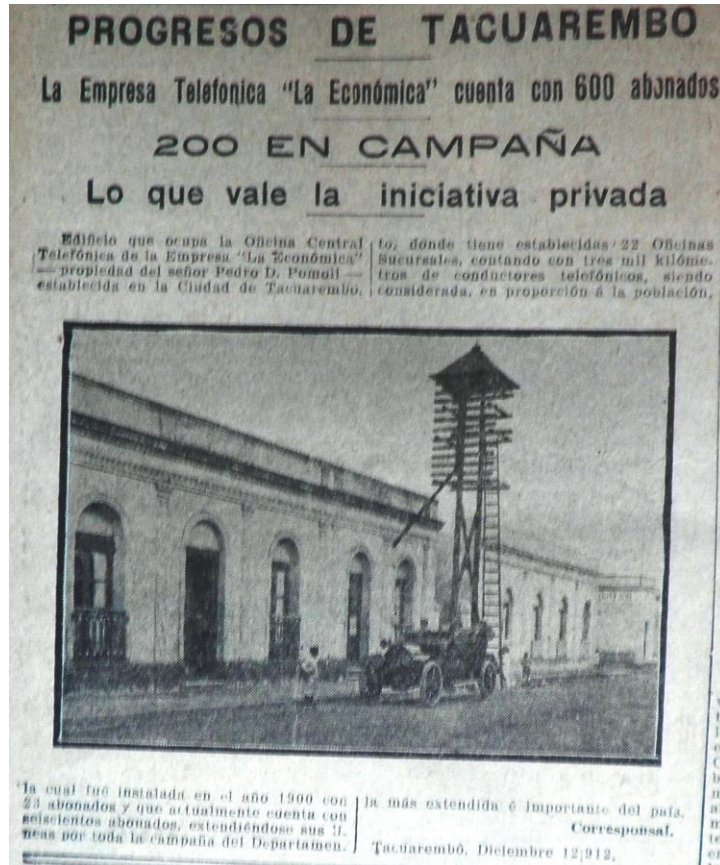 PROGRESOS DE TACUAREMBO
La Empresa Telefonica "La Económica" cuenta con 600 abonados
200 EN CAMPAÑA
Lo que vale la iniciativa privada
Edificio que ocupa la Oficina Central
Telefónica de la Empresa "La Económica"
—propiedad del señor Pedro D. Pomoli—
establecida en la Ciudad de Tacuarembo,
la cual fué instalada en el año 1900 con
23 abonados y que actualmente cuenta con
seiscientos abonados, extendiéndose sus lí-
neas por toda la campaña del Departamen-
to, donde tiene establecidas 22 Oficinas
Sucursales, contando con tres mil kilóme-
tros de conductores telefónicos, siendo
considerada, en proporción á la población,
la más extendida é importante del país.
Corresponsal.
Tacuarembó, Diciembre 12|912.